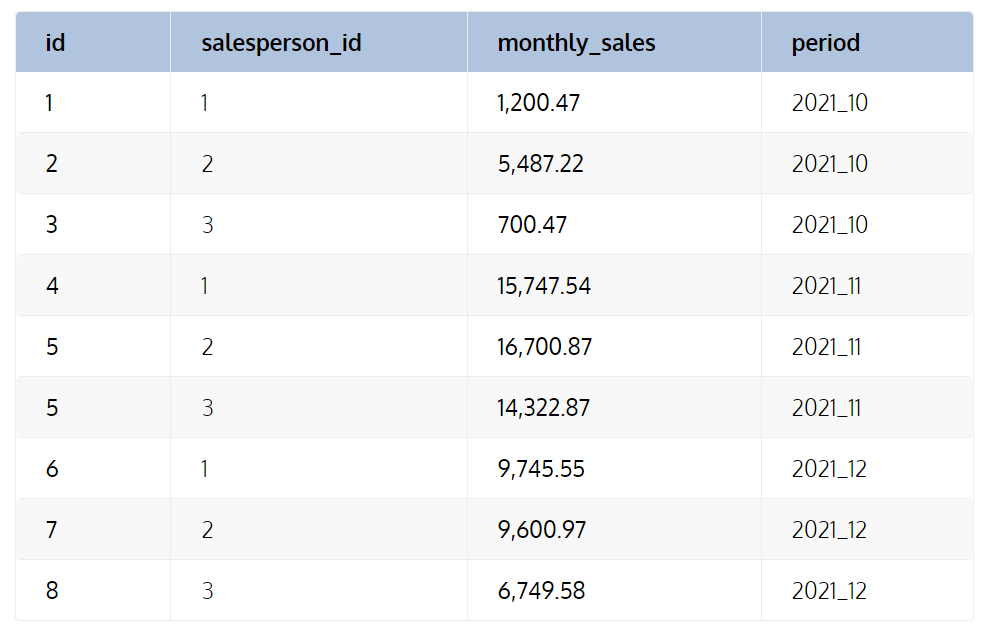 id salesperson_id monthly_sales period
1 1 1,200.47 2021_10
2 2 5,487.22 2021_10
3 3 700.47 2021_10
4 1 15,747.54 2021_11
5 2 16,700.87 2021_11
5 3 14,322.87 2021_11
6 1 9,745.55 2021_12
7 2 9,600.97 2021_12
8 3 6,749.58 2021_12